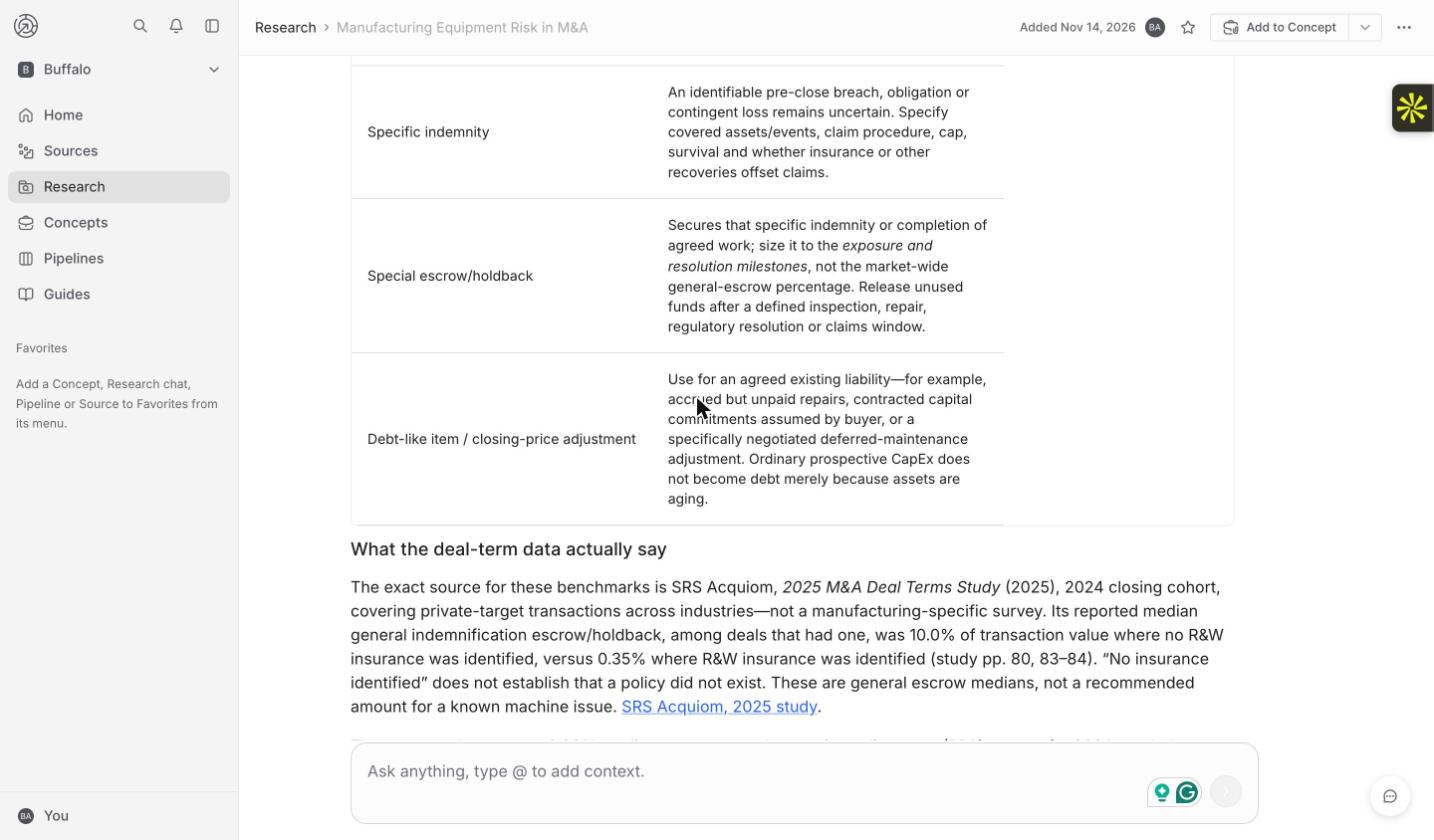 Research › Manufacturing Equipment Risk in M&A
Added Nov 14, 2026
BA
Add to Concept
B
Buffalo
Home
Sources
Research
Concepts
Pipelines
Guides
Favorites
Add a Concept, Research chat,
Pipeline or Source to Favorites from
its menu.
BA
You
Specific indemnity
An identifiable pre-close breach, obligation or
contingent loss remains uncertain. Specify
covered assets/events, claim procedure, cap,
survival and whether insurance or other
recoveries offset claims.
Special escrow/holdback
Secures that specific indemnity or completion of
agreed work; size it to the exposure and
resolution milestones, not the market-wide
general-escrow percentage. Release unused
funds after a defined inspection, repair,
regulatory resolution or claims window.
Debt-like item / closing-price adjustment
Use for an agreed existing liability—for example,
accrued but unpaid repairs, contracted capital
commitments assumed by buyer, or a
specifically negotiated deferred-maintenance
adjustment. Ordinary prospective CapEx does
not become debt merely because assets are
aging.
What the deal-term data actually say
The exact source for these benchmarks is SRS Acquiom, 2025 M&A Deal Terms Study (2025), 2024 closing cohort,
covering private-target transactions across industries—not a manufacturing-specific survey. Its reported median
general indemnification escrow/holdback, among deals that had one, was 10.0% of transaction value where no R&W
insurance was identified, versus 0.35% where R&W insurance was identified (study pp. 80, 83–84). “No insurance
identified” does not establish that a policy did not exist. These are general escrow medians, not a recommended
amount for a known machine issue. SRS Acquiom, 2025 study.
Ask anything, type @ to add context.